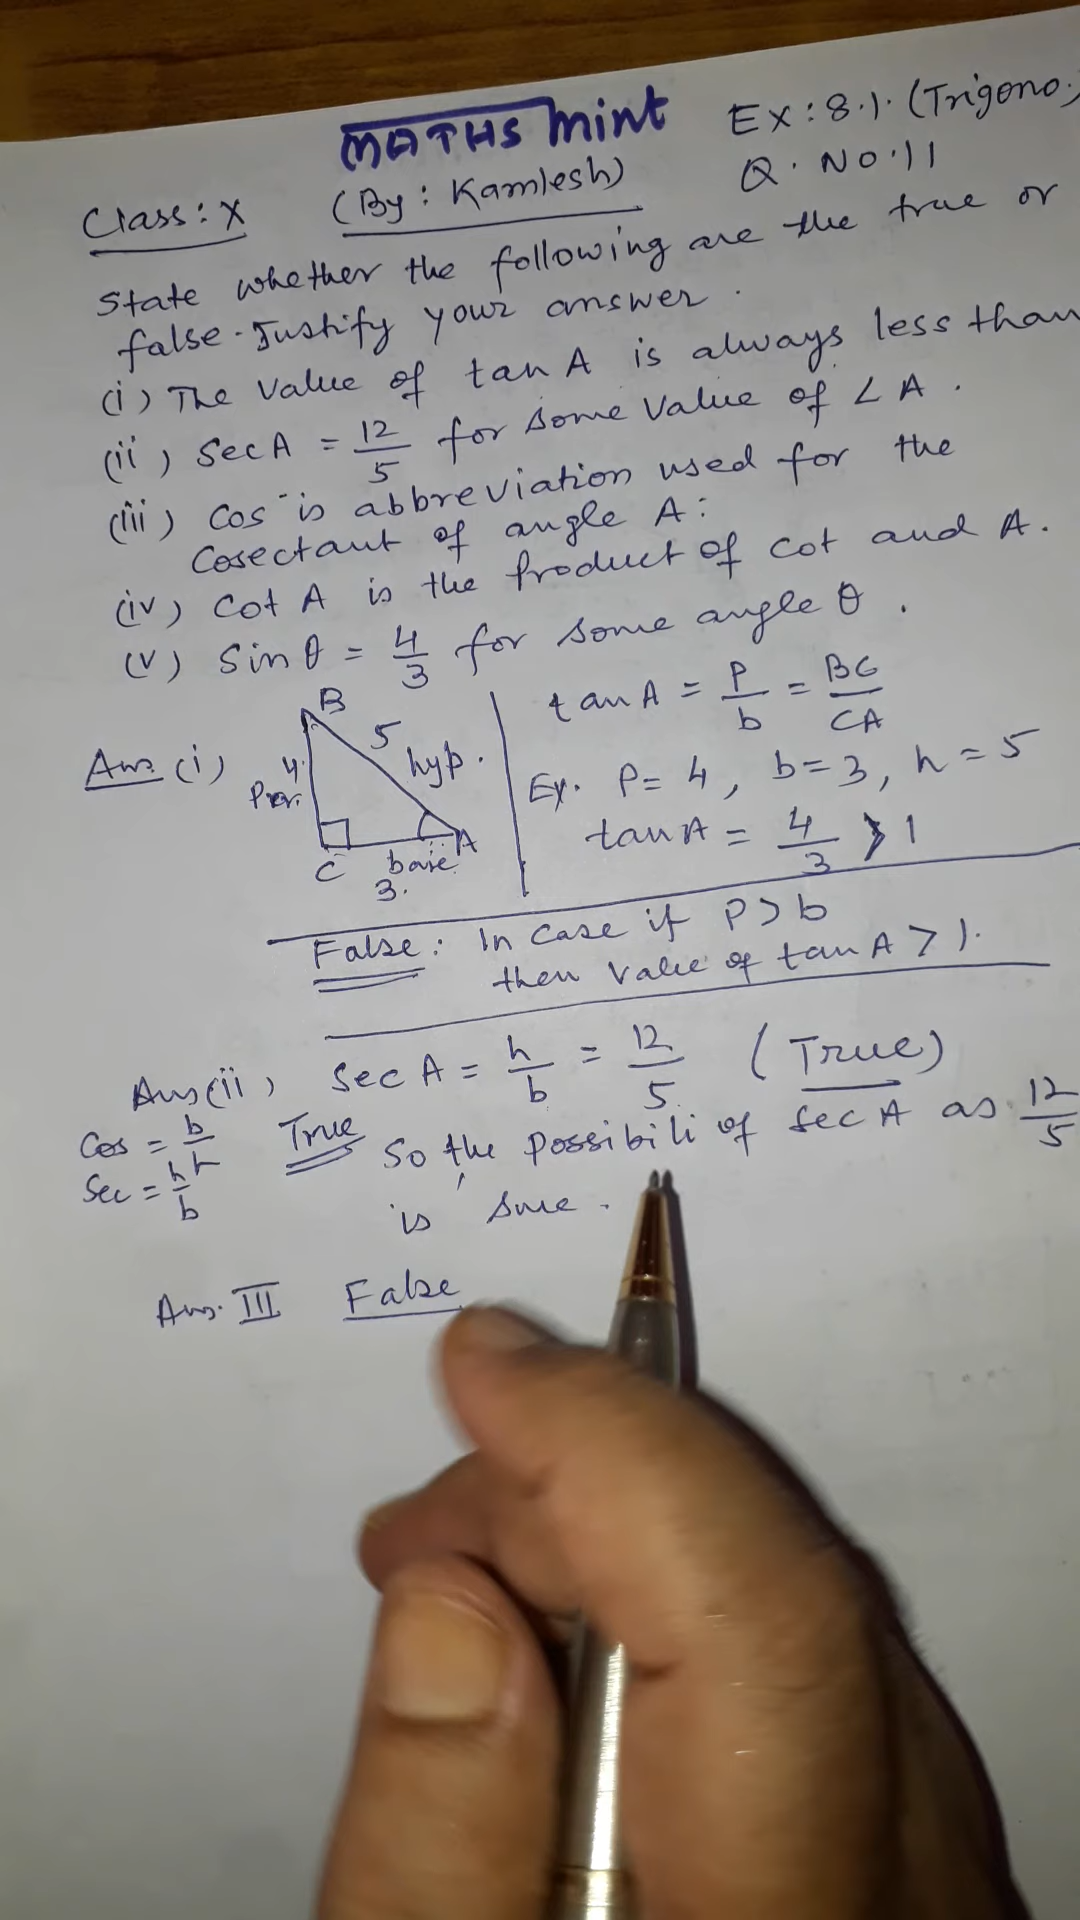 MATHS Mint
Ex: 8.1. (Trigono.)
Class: X
(By: Kamlesh)
Q. NO. 11
State whether the following are the true or
false. Justify your answer.
(i) The value of tan A is always less than
(ii) Sec A = 12/5 for some value of ∠A.
(iii) Cos is abbreviation used for the
Cosectant of angle A:
(iv) Cot A is the product of cot and A.
(v) Sin θ = 4/3 for some angle θ.
Ans. (i)
B
4
Per.
5
hyp.
C
base
3.
A
tan A = P/b = BC/CA
Ex. P = 4, b = 3, h = 5
tan A = 4/3 > 1
False: In case if P > b
then value of tan A > 1.
Ans (ii) Sec A = h/b = 12/5 (True)
Cos = b/h
Sec = h/b
True So the possibili of sec A as 12/5
is sure.
Ans. III False